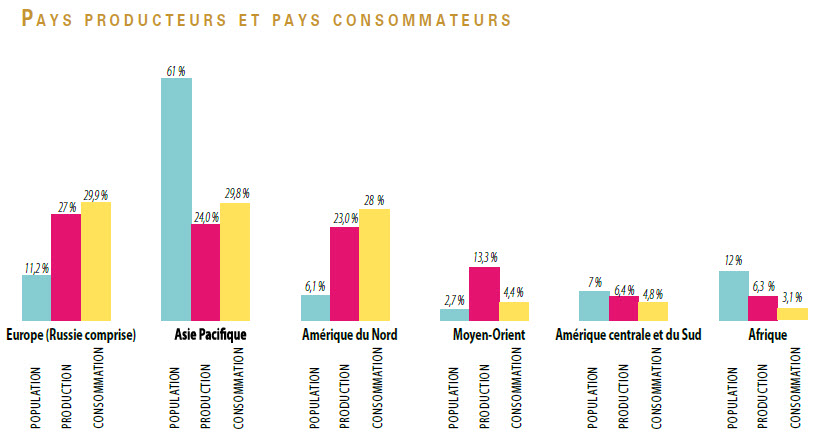 Pays producteurs et pays consommateurs
61 %
29,9 %
27 %
11,2 %
24,0 %
29,8 %
6,1 %
23,0 %
28 %
2,7 %
13,3 %
4,4 %
7 %
6,4 %
4,8 %
12 %
6,3 %
3,1 %
Europe (Russie comprise)
Asie Pacifique
Amérique du Nord
Moyen-Orient
Amérique centrale et du Sud
Afrique
POPULATION
PRODUCTION
CONSOMMATION
POPULATION
PRODUCTION
CONSOMMATION
POPULATION
PRODUCTION
CONSOMMATION
POPULATION
PRODUCTION
CONSOMMATION
POPULATION
PRODUCTION
CONSOMMATION
POPULATION
PRODUCTION
CONSOMMATION